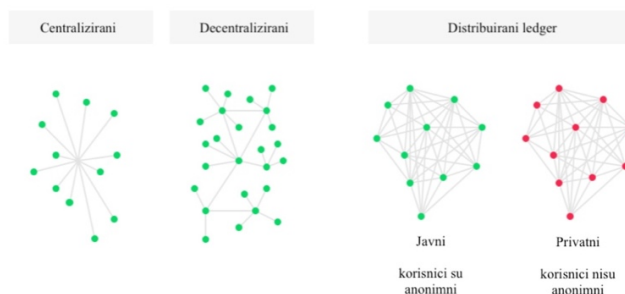 Centralizirani
Decentralizirani
Distribuirani ledger
Javni
korisnici su
anonimni
Privatni
korisnici nisu
anonimni